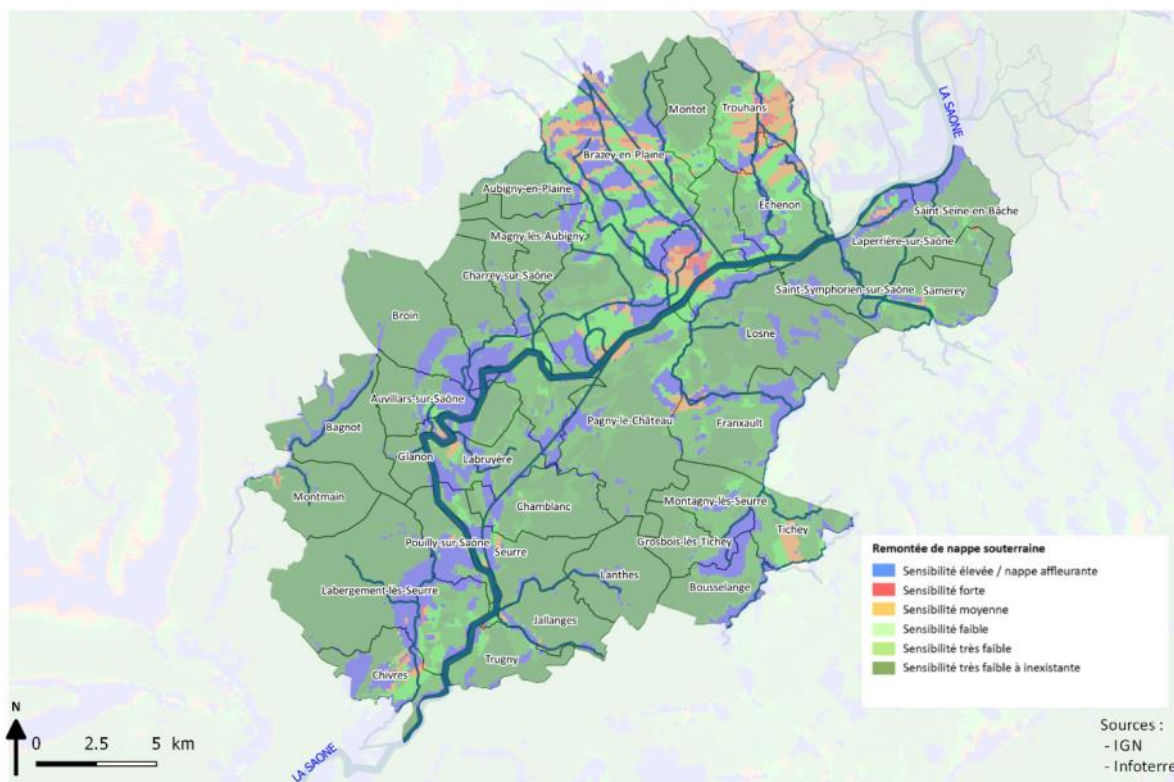 LA SAONE
Montot
Trouhans
Brazey-en-Plaine
Aubigny-en-Plaine
Échenon
Saint-Seine-en-Bâche
Magny-lès-Aubigny
Laperrière-sur-Saône
Charrey-sur-Saône
Saint-Symphorien-sur-Saône
Samerey
Broin
Losne
Auvillars-sur-Saône
Pagny-le-Château
Franxault
Bagnot
Glanon
Labruyère
Montmain
Chamblanc
Montagny-lès-Seurre
Tichey
Pouilly-sur-Saône
Grosbois-lès-Tichey
Seurre
Lanthes
Labergement-lès-Seurre
Bousselange
Jallanges
Trugny
Chivres
LA SAONE
Remontée de nappe souterraine
Sensibilité élevée / nappe affleurante
Sensibilité forte
Sensibilité moyenne
Sensibilité faible
Sensibilité très faible
Sensibilité très faible à inexistante
N
0 2.5 5 km
Sources :
- IGN
- Infoterre